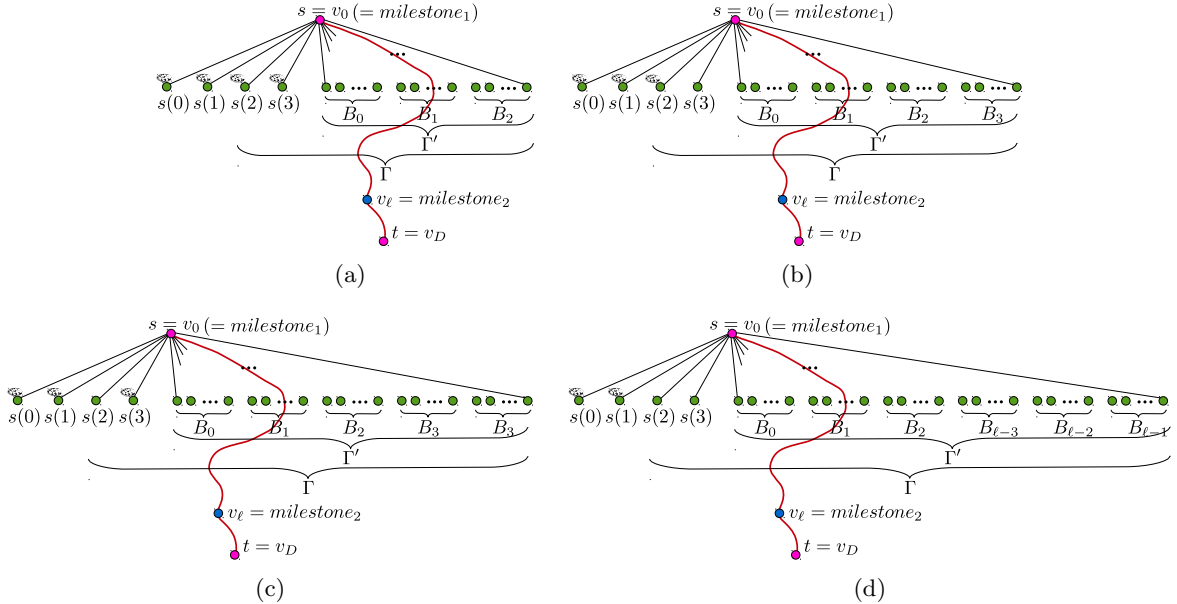 s = v₀ (= milestone₁)
...
s(0) s(1) s(2) s(3)
... ... ...
B₀ B₁ B₂
Γ′
Γ
v_ℓ = milestone₂
t = v_D
(a)
s = v₀ (= milestone₁)
...
s(0) s(1) s(2) s(3)
... ... ... ...
B₀ B₁ B₂ B₃
Γ′
Γ
v_ℓ = milestone₂
t = v_D
(b)
s = v₀ (= milestone₁)
...
s(0) s(1) s(2) s(3)
... ... ... ... ...
B₀ B₁ B₂ B₃ B₃
Γ′
Γ
v_ℓ = milestone₂
t = v_D
(c)
s = v₀ (= milestone₁)
...
s(0) s(1) s(2) s(3)
... ... ... ... ... ...
B₀ B₁ B₂ B_{ℓ−3} B_{ℓ−2} B_{ℓ−1}
Γ′
Γ
v_ℓ = milestone₂
t = v_D
(d)